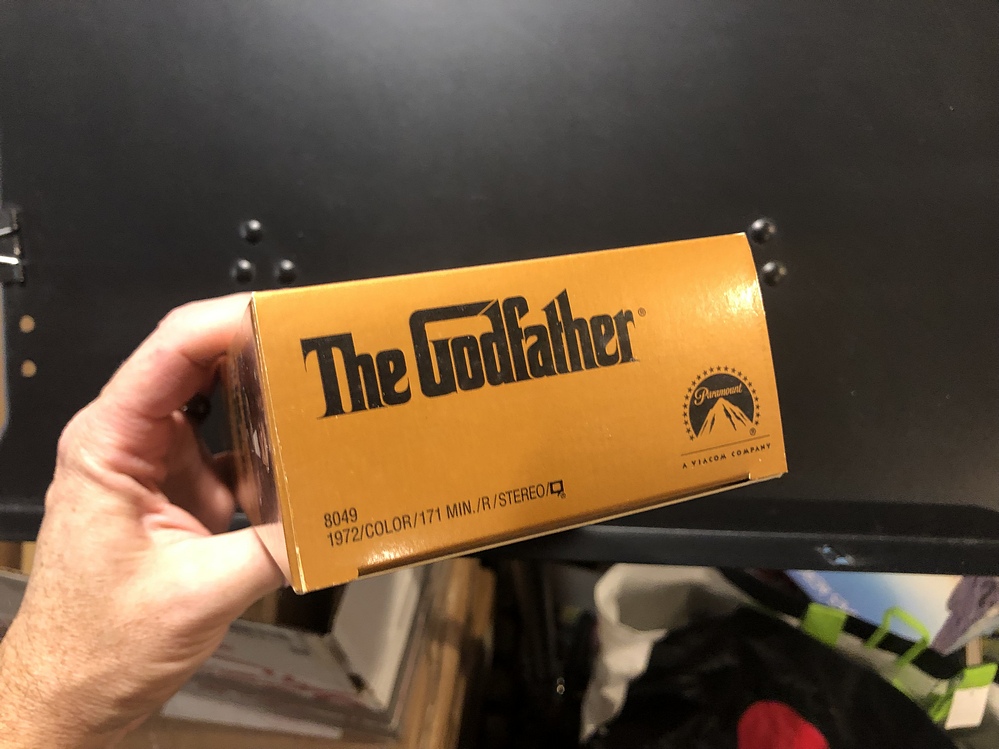 The Godfather®
Paramount
®
A VIACOM COMPANY
8049
1972/COLOR/171 MIN./R/STEREO/